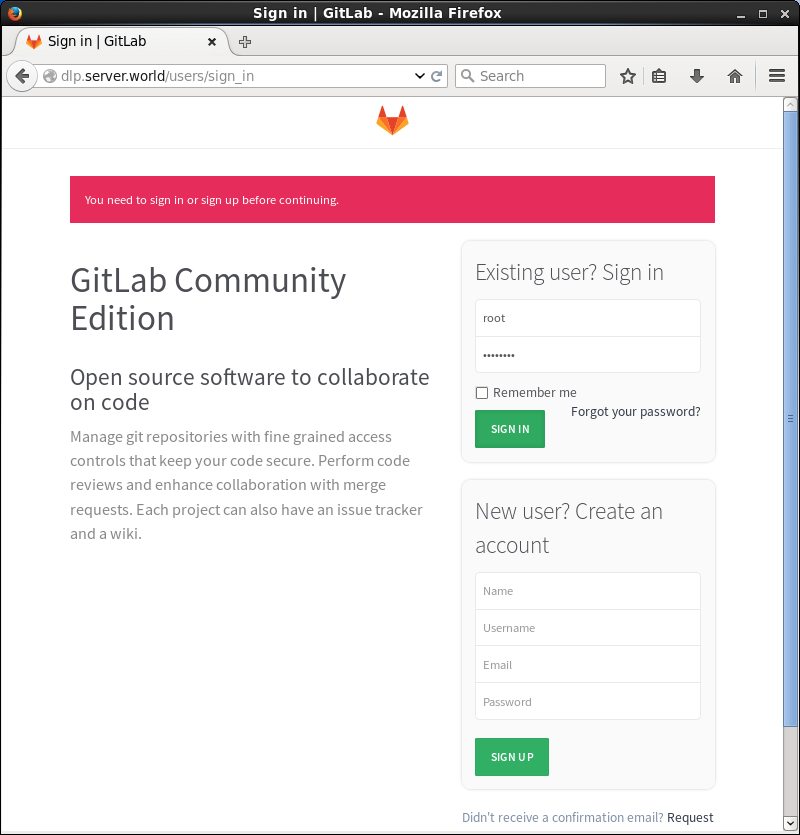 Sign in | GitLab - Mozilla Firefox
Sign in | GitLab
dlp.server.world/users/sign_in
Search
You need to sign in or sign up before continuing.
GitLab Community
Edition
Open source software to collaborate
on code
Manage git repositories with fine grained access
controls that keep your code secure. Perform code
reviews and enhance collaboration with merge
requests. Each project can also have an issue tracker
and a wiki.
Existing user? Sign in
root
••••••••
Remember me
Forgot your password?
SIGN IN
New user? Create an
account
Name
Username
Email
Password
SIGN UP
Didn't receive a confirmation email? Request